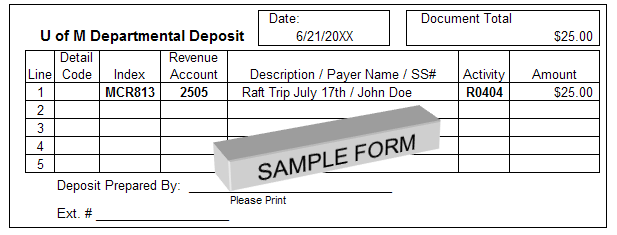 Date: Document Total
U of M Departmental Deposit 6/21/20XX $25.00
Detail Revenue
Line Code Index Account Description / Payer Name / SS# Activity Amount
1 MCR813 2505 Raft Trip July 17th / John Doe R0404 $25.00
2
3
4
5
SAMPLE FORM
Deposit Prepared By:
Please Print
Ext. #